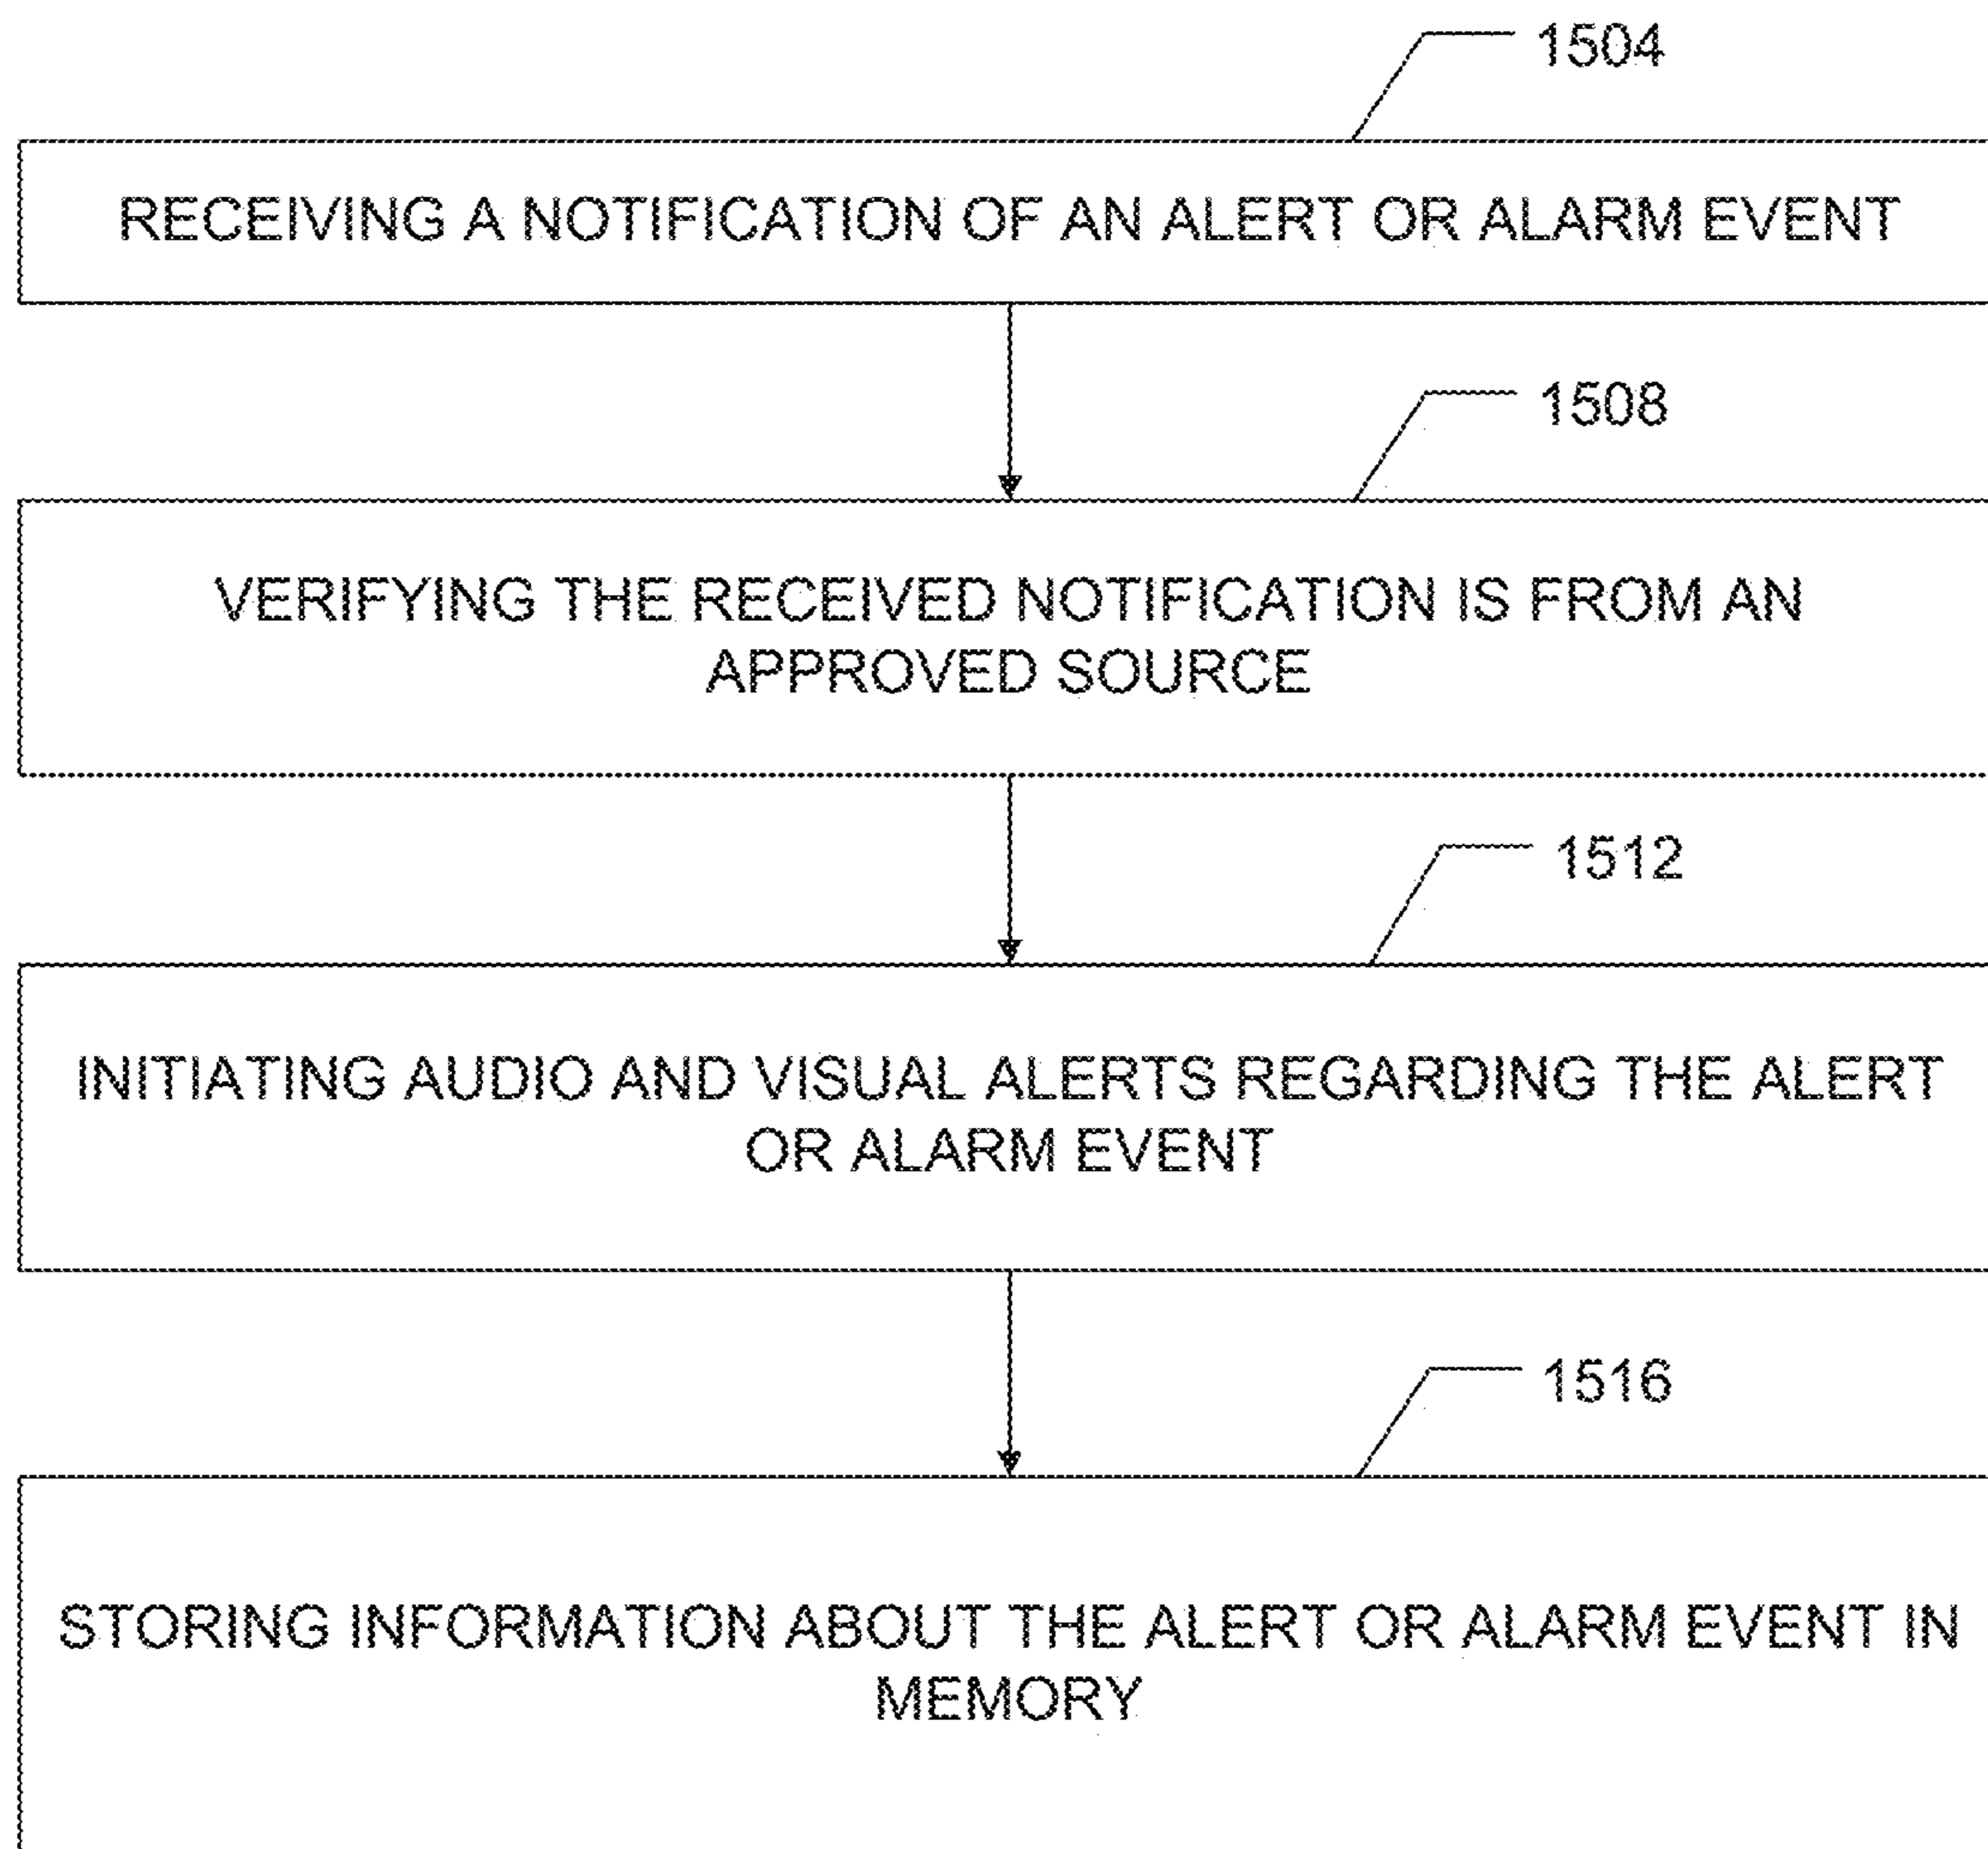 1504
RECEIVING A NOTIFICATION OF AN ALERT OR ALARM EVENT
1508
VERIFYING THE RECEIVED NOTIFICATION IS FROM AN
APPROVED SOURCE
1512
INITIATING AUDIO AND VISUAL ALERTS REGARDING THE ALERT
OR ALARM EVENT
1516
STORING INFORMATION ABOUT THE ALERT OR ALARM EVENT IN
MEMORY